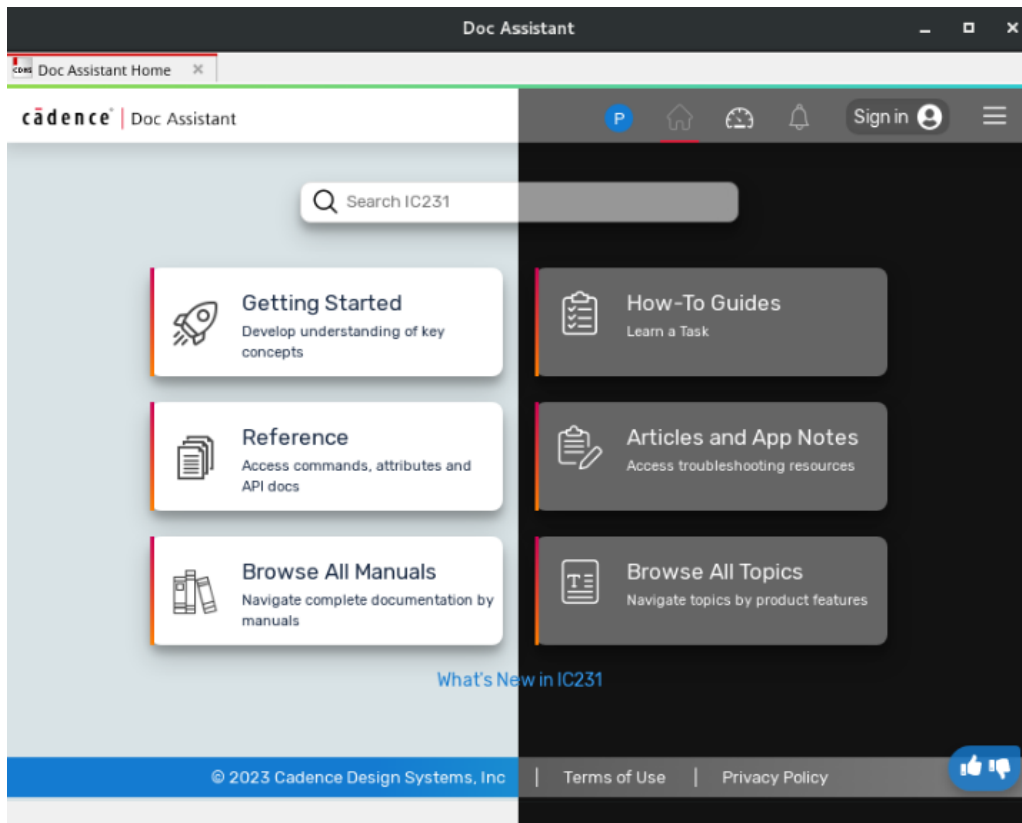 Doc Assistant
CDNS Doc Assistant Home
cādence® | Doc Assistant
P
Sign in
Search IC231
Getting Started
Develop understanding of key
concepts
How-To Guides
Learn a Task
Reference
Access commands, attributes and
API docs
Articles and App Notes
Access troubleshooting resources
Browse All Manuals
Navigate complete documentation by
manuals
Browse All Topics
Navigate topics by product features
What's New in IC231
© 2023 Cadence Design Systems, Inc | Terms of Use | Privacy Policy